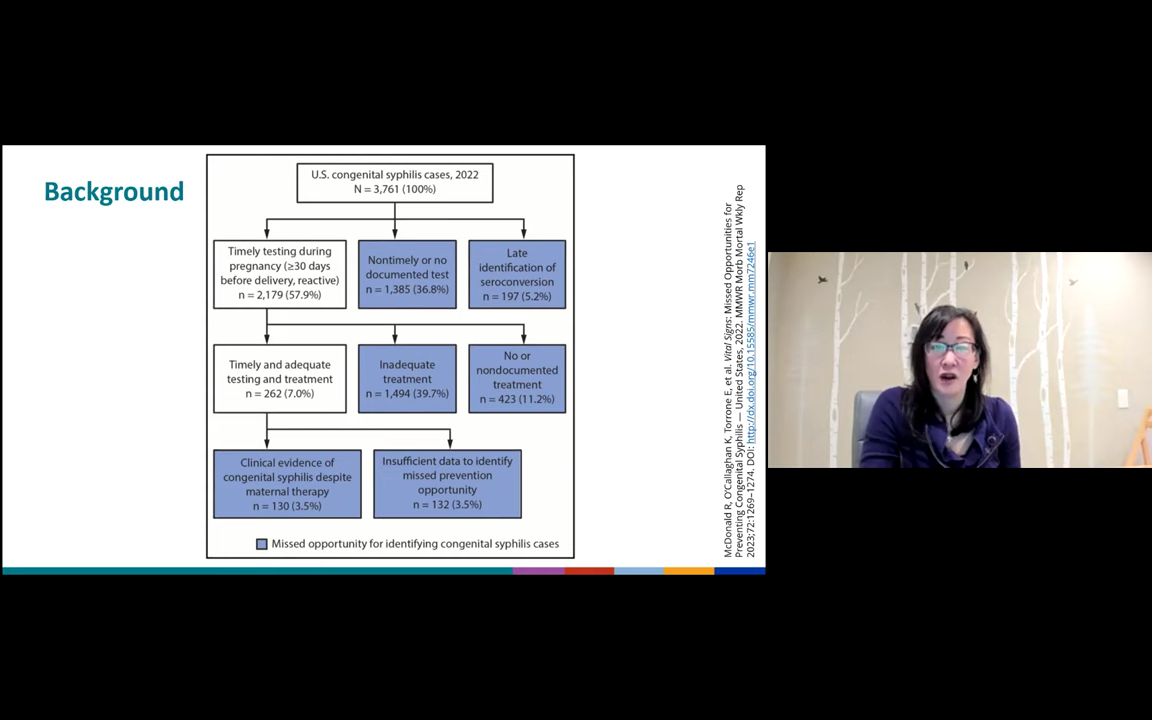 Background
U.S. congenital syphilis cases, 2022
N = 3,761 (100%)
Timely testing during
pregnancy (≥30 days
before delivery, reactive)
n = 2,179 (57.9%)
Nontimely or no
documented test
n = 1,385 (36.8%)
Late
identification of
seroconversion
n = 197 (5.2%)
Timely and adequate
testing and treatment
n = 262 (7.0%)
Inadequate
treatment
n = 1,494 (39.7%)
No or
nondocumented
treatment
n = 423 (11.2%)
Clinical evidence of
congenital syphilis despite
maternal therapy
n = 130 (3.5%)
Insufficient data to identify
missed prevention
opportunity
n = 132 (3.5%)
Missed opportunity for identifying congenital syphilis cases
McDonald R, O'Callaghan K, Torrone E, et al. Vital Signs: Missed Opportunities for
Preventing Congenital Syphilis — United States, 2022. MMWR Morb Mortal Wkly Rep
2023;72:1269–1274. DOI: http://dx.doi.org/10.15585/mmwr.mm7246e1